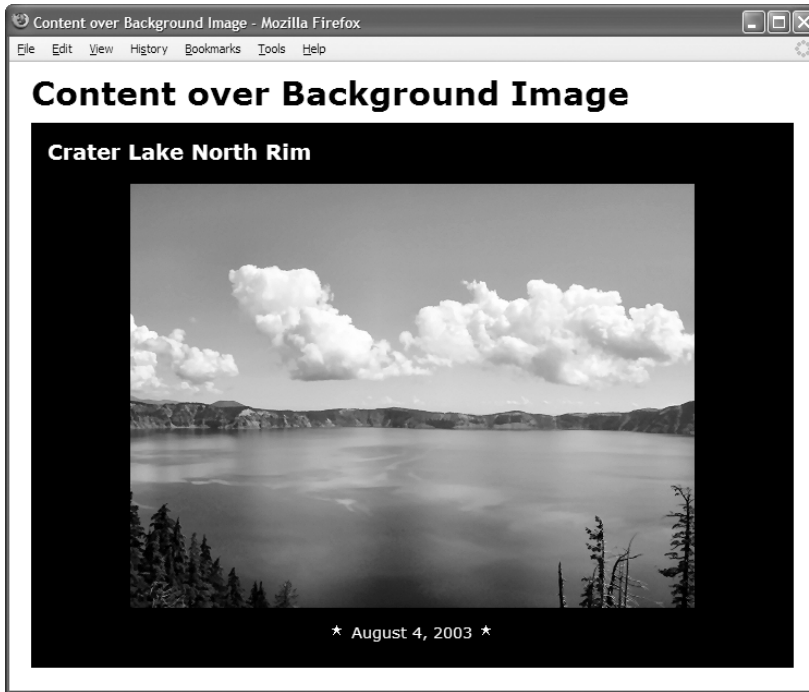 Content over Background Image - Mozilla Firefox
File Edit View History Bookmarks Tools Help
Content over Background Image
Crater Lake North Rim
★ August 4, 2003 ★